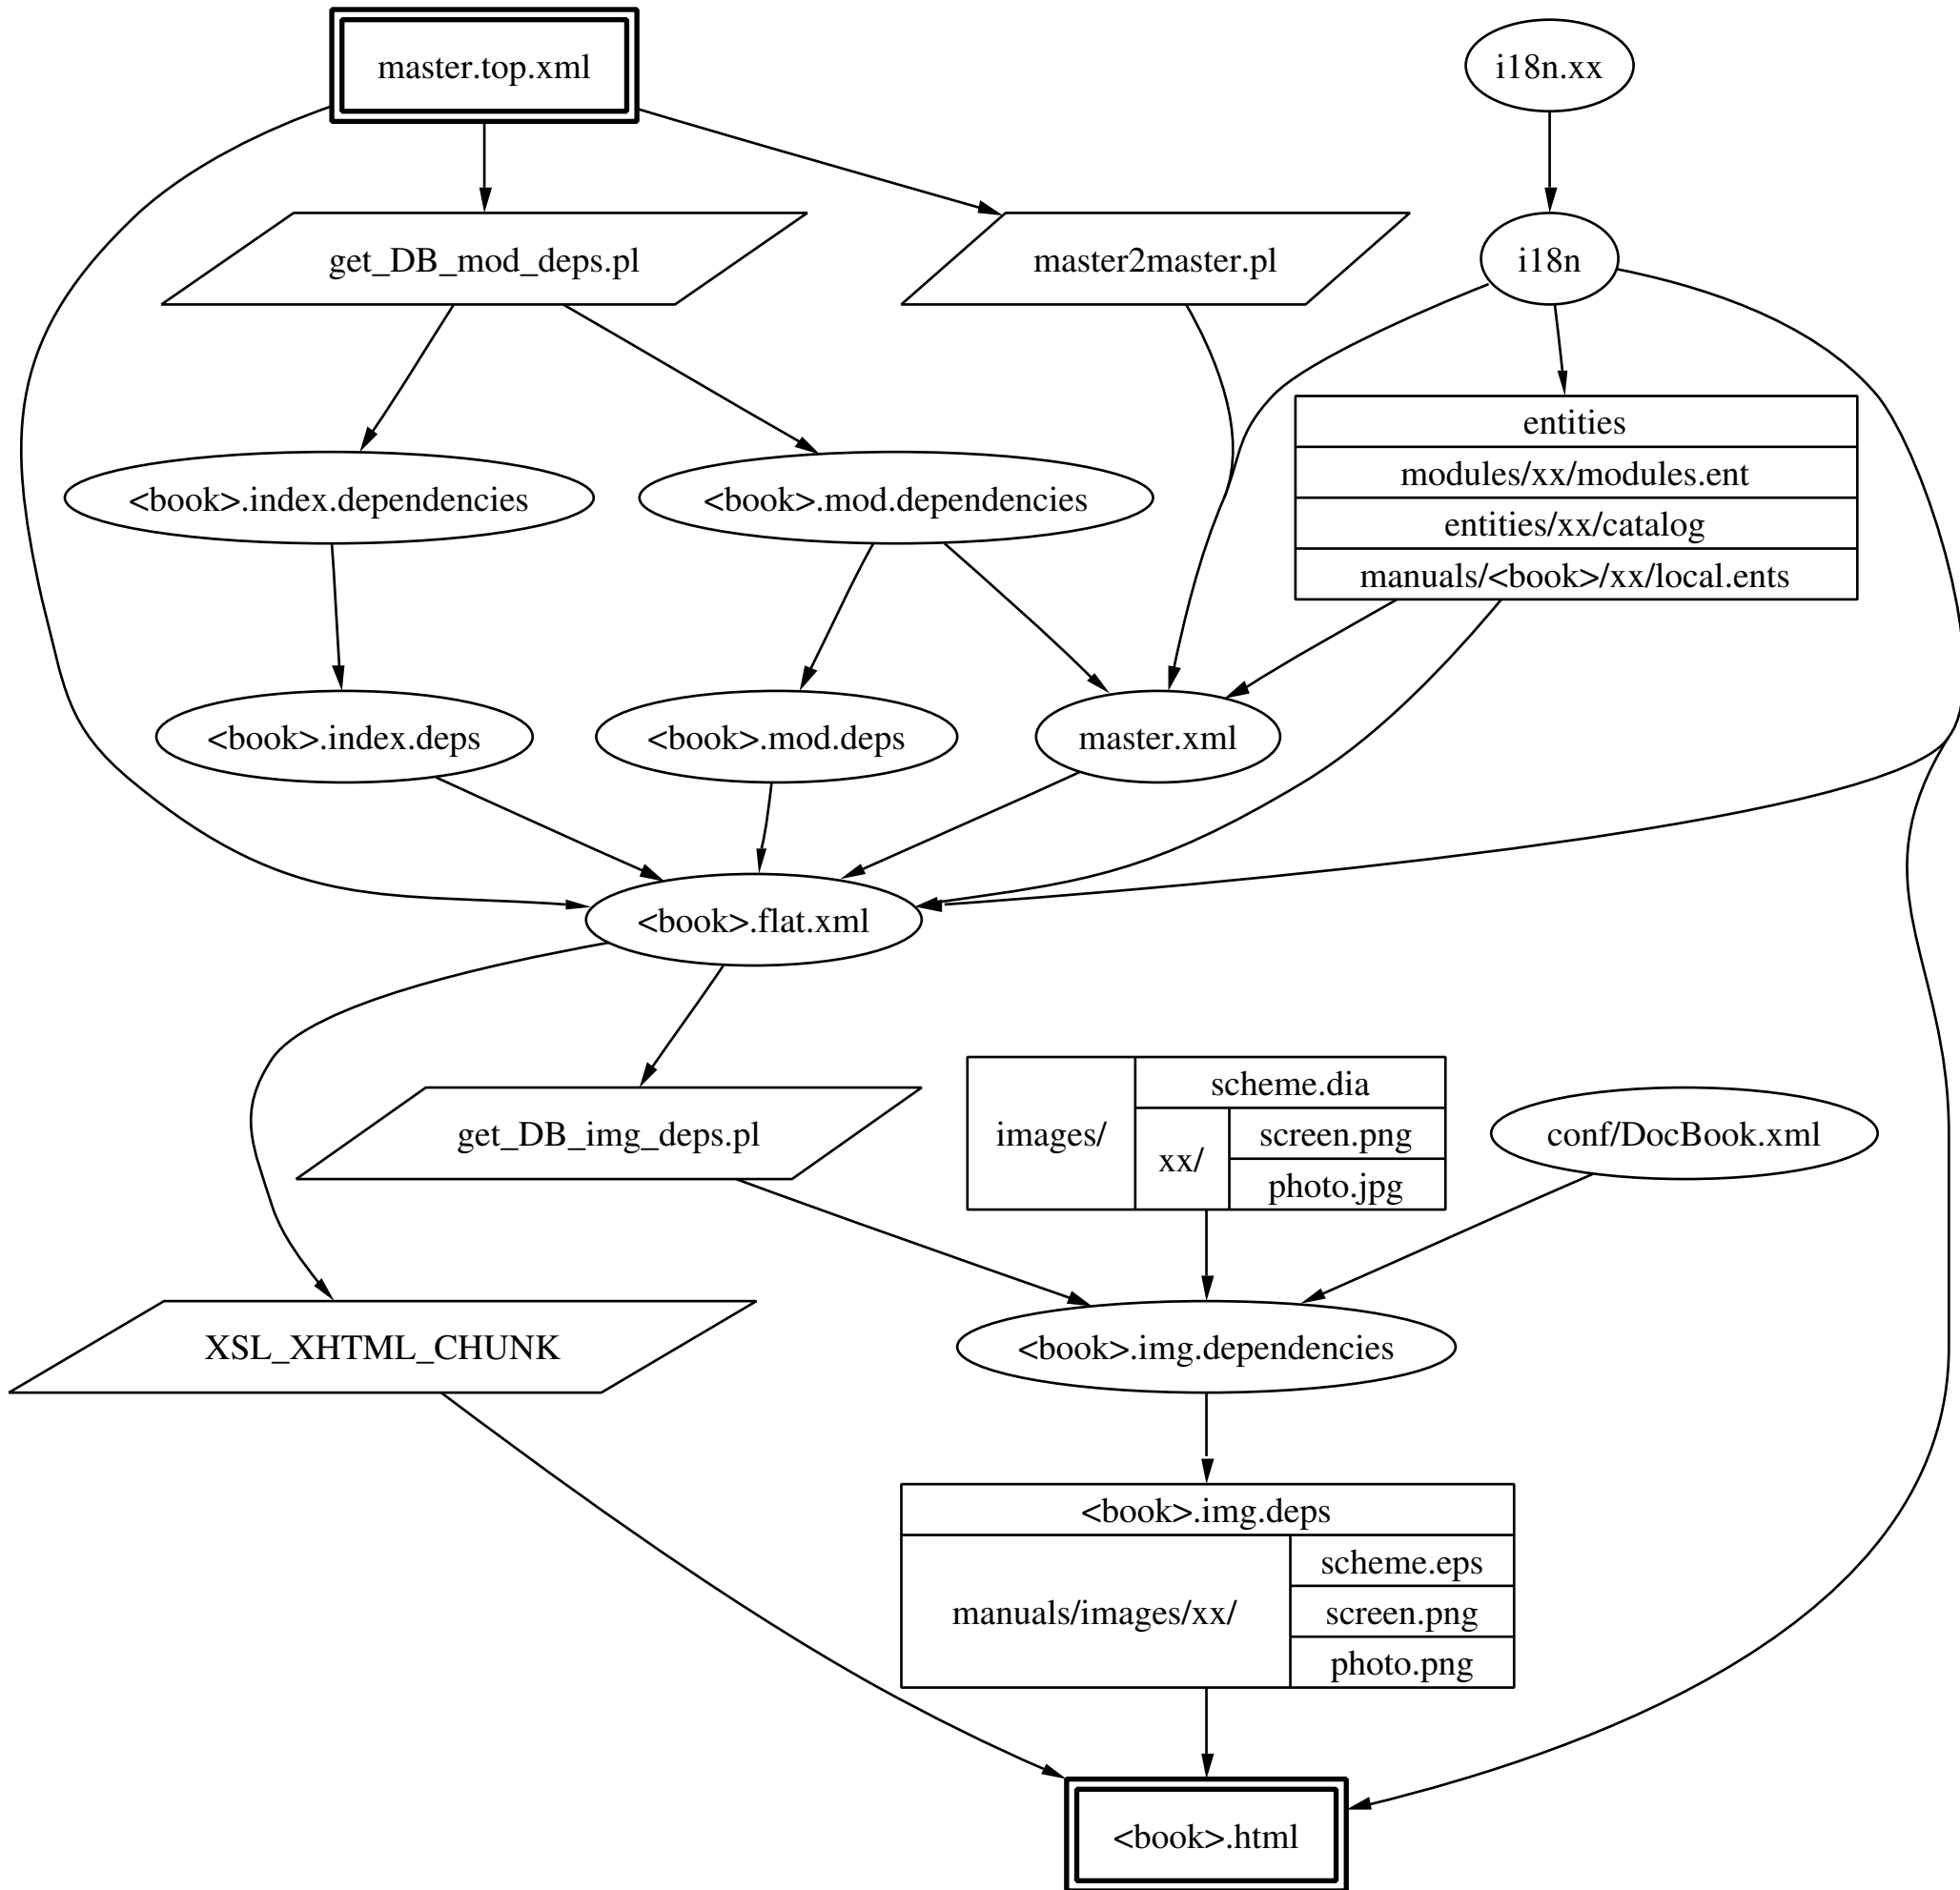 master.top.xml
i18n.xx
get_DB_mod_deps.pl
master2master.pl
i18n
entities
modules/xx/modules.ent
entities/xx/catalog
manuals/<book>/xx/local.ents
<book>.index.dependencies
<book>.mod.dependencies
<book>.index.deps
<book>.mod.deps
master.xml
<book>.flat.xml
get_DB_img_deps.pl
images/
scheme.dia
xx/
screen.png
photo.jpg
conf/DocBook.xml
XSL_XHTML_CHUNK
<book>.img.dependencies
<book>.img.deps
manuals/images/xx/
scheme.eps
screen.png
photo.png
<book>.html